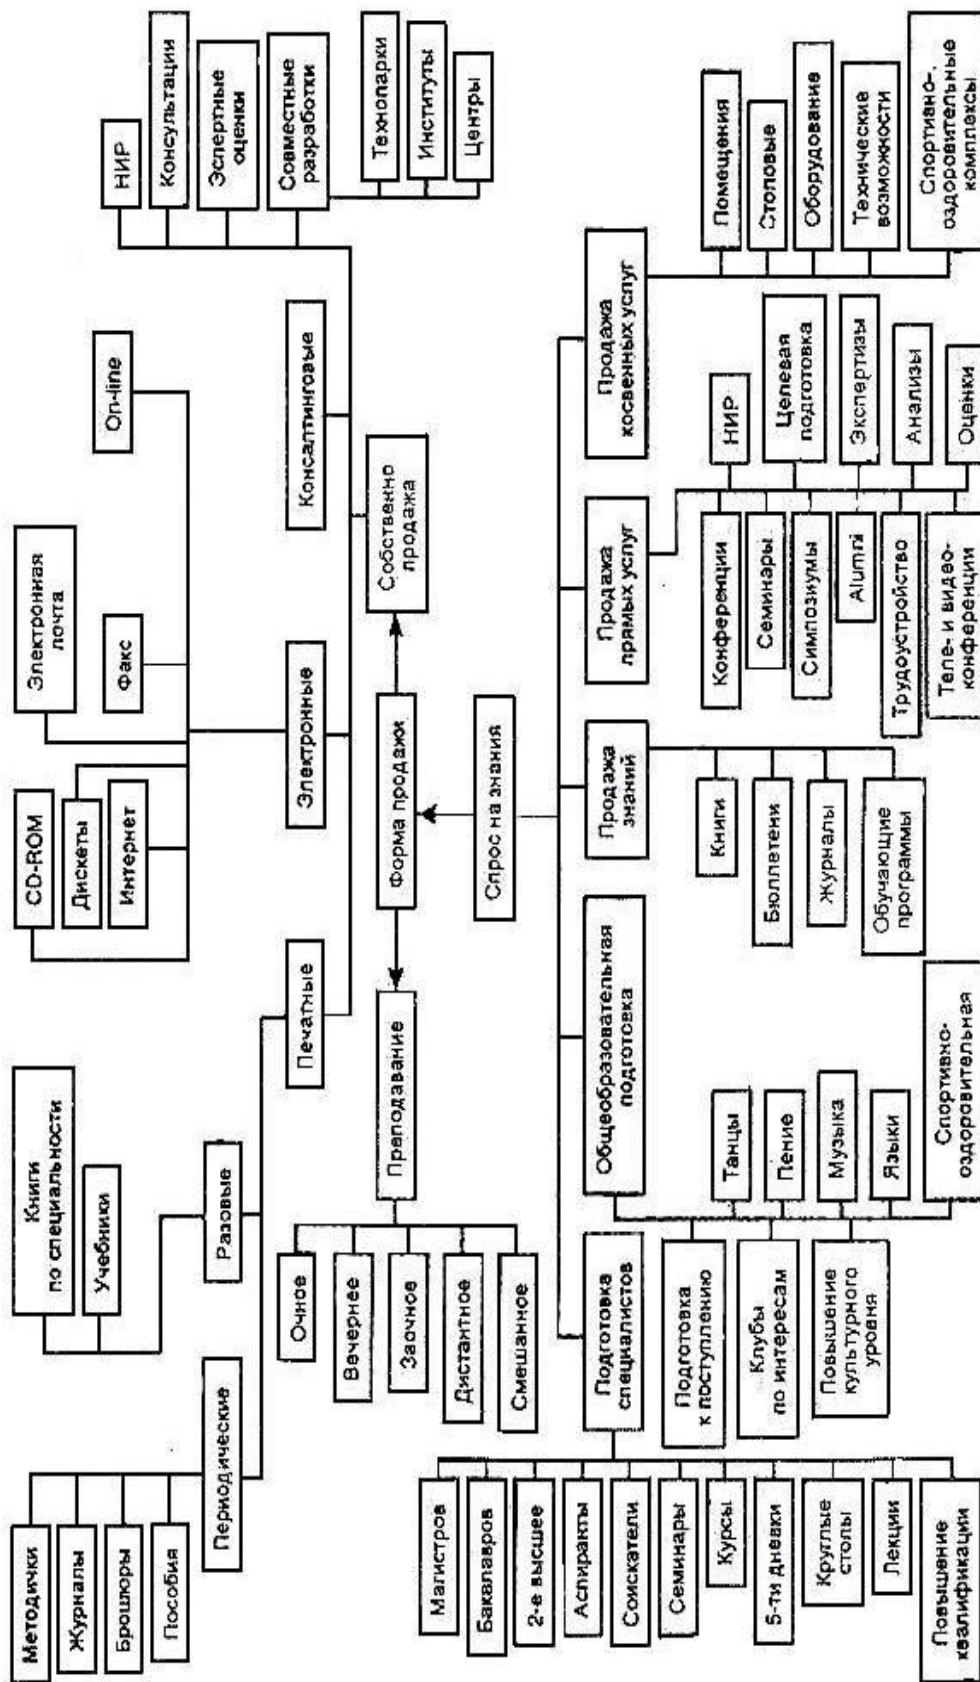 Методички
Журналы
Брошюры
Пособия
Периодические
Книги
по специальности
Учебники
Разовые
Печатные
CD-ROM
Дискеты
Интернет
Электронная
почта
Факс
On-line
Электронные
НИР
Консультации
Эспертные
оценки
Совместные
разработки
Технопарки
Институты
Центры
Консалтинговые
Очное
Вечернее
Заочное
Дистантное
Смешанное
Преподавание
Форма продажи
Собственно
продажа
Спрос на знания
Подготовка
специалистов
Общеобразовательная
подготовка
Продажа
знаний
Продажа
прямых услуг
Продажа
косвенных услуг
Магистров
Бакалавров
2-е высшее
Аспиранты
Соискатели
Семинары
Курсы
5-ти дневки
Круглые
столы
Лекции
Повышение
квалификации
Подготовка
к поступлению
Клубы
по интересам
Повышение
культурного
уровня
Танцы
Пение
Музыка
Языки
Спортивно-
оздоровительная
Книги
Бюллетени
Журналы
Обучающие
программы
Конференции
Семинары
Симпозиумы
Alumni
Трудоустройство
Теле- и видео-
конференции
НИР
Целевая
подготовка
Экспертизы
Анализы
Оценки
Помещения
Столовые
Оборудование
Технические
возможности
Спортивно-
оздоровительные
комплексы